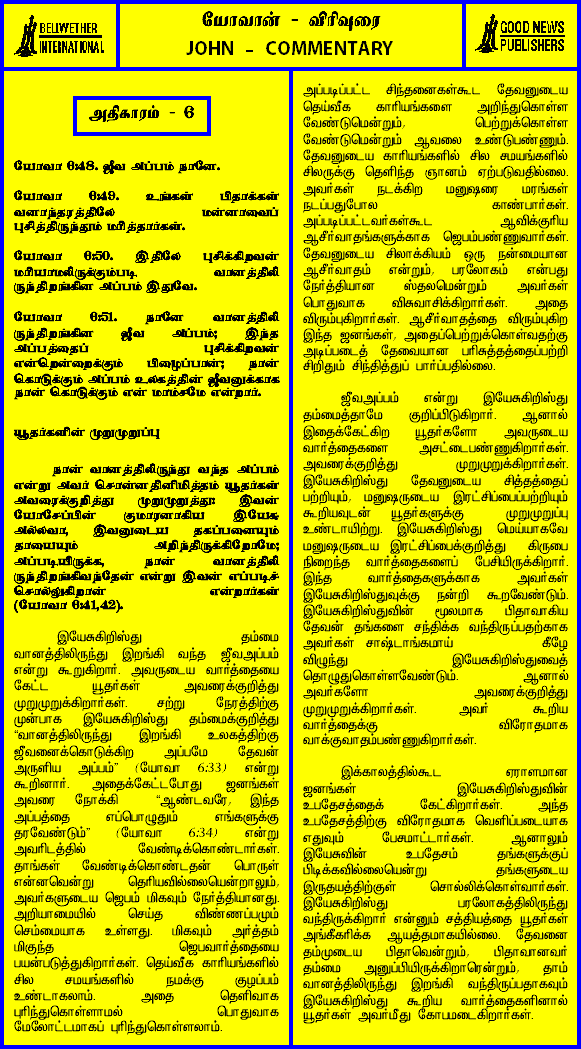 BELWETHER
INTERNATIONAL
யோவான் - விரிவுரை
JOHN - COMMENTARY
GOOD NEWS
PUBLISHERS
அதிகாரம் - 6
யோவா 6:48. ஜீவ அப்பம் நானே.
யோவா 6:49. உங்கள் பிதாக்கள்
வனாந்தரத்திலே மன்னாவைப்
புசித்திருந்தும் மரித்தார்கள்.
யோவா 6:50. இதிலே புசிக்கிறவன்
மரியாமலிருக்கும்படி வானத்திலி
ருந்திறங்கின அப்பம் இதுவே.
யோவா 6:51. நானே வானத்திலி
ருந்திறங்கின ஜீவ அப்பம்; இந்த
அப்பத்தைப் புசிக்கிறவன்
என்றென்றைக்கும் பிழைப்பான்; நான்
கொடுக்கும் அப்பம் உலகத்தின் ஜீவனுக்காக
நான் கொடுக்கும் என் மாம்சமே என்றார்.
யூதர்களின் முறுமுறுப்பு
நான் வானத்திலிருந்து வந்த அப்பம்
என்று அவர் சொன்னதினிமித்தம் யூதர்கள்
அவரைக்குறித்து முறுமுறுத்து: இவன்
யோசேப்பின் குமாரனாகிய இயேசு
அல்லவா, இவனுடைய தகப்பனையும்
தாயையும் அறிந்திருக்கிறோமே;
அப்படியிருக்க, நான் வானத்திலி
ருந்திறங்கிவந்தேன் என்று இவன் எப்படிச்
சொல்லுகிறான் என்றார்கள்
(யோவா 6:41,42).
இயேசுகிறிஸ்து தம்மை
வானத்திலிருந்து இறங்கி வந்த ஜீவஅப்பம்
என்று கூறுகிறார். அவருடைய வார்த்தையை
கேட்ட யூதர்கள் அவரைக்குறித்து
முறுமுறுக்கிறார்கள். சற்று நேரத்திற்கு
முன்பாக இயேசுகிறிஸ்து தம்மைக்குறித்து
“வானத்திலிருந்து இறங்கி உலகத்திற்கு
ஜீவனைக்கொடுக்கிற அப்பமே தேவன்
அருளிய அப்பம்” (யோவா 6:33) என்று
கூறினார். அதைக்கேட்டபோது ஜனங்கள்
அவரை நோக்கி “ஆண்டவரே, இந்த
அப்பத்தை எப்பொழுதும் எங்களுக்கு
தரவேண்டும்” (யோவா 6:34) என்று
அவரிடத்தில் வேண்டிக்கொண்டார்கள்.
தாங்கள் வேண்டிக்கொண்டதன் பொருள்
என்னவென்று தெரியவில்லையென்றாலும்,
அவர்களுடைய ஜெபம் மிகவும் நேர்த்தியானது.
அறியாமையில் செய்த விண்ணப்பமும்
செம்மையாக உள்ளது. மிகவும் அர்த்தம்
மிகுந்த ஜெபவார்த்தையை
பயன்படுத்துகிறார்கள். தெய்வீக காரியங்களில்
சில சமயங்களில் நமக்கு குழப்பம்
உண்டாகலாம். அதை தெளிவாக
புரிந்துகொள்ளாமல் பொதுவாக
மேலோட்டமாகப் புரிந்துகொள்ளலாம்.
அப்படிப்பட்ட சிந்தனைகள்கூட தேவனுடைய
தெய்வீக காரியங்களை அறிந்துகொள்ள
வேண்டுமென்றும், பெற்றுக்கொள்ள
வேண்டுமென்றும் ஆவலை உண்டுபண்ணும்.
தேவனுடைய காரியங்களில் சில சமயங்களில்
சிலருக்கு தெளிந்த ஞானம் ஏற்படுவதில்லை.
அவர்கள் நடக்கிற மனுஷரை மரங்கள்
நடப்பதுபோல காண்பார்கள்.
அப்படிப்பட்டவர்கள்கூட ஆவிக்குரிய
ஆசீர்வாதங்களுக்காக ஜெபம்பண்ணுவார்கள்.
தேவனுடைய சிலாக்கியம் ஒரு நன்மையான
ஆசீர்வாதம் என்றும், பரலோகம் என்பது
நேர்த்தியான ஸ்தலமென்றும் அவர்கள்
பொதுவாக விசுவாசிக்கிறார்கள். அதை
விரும்புகிறார்கள். ஆசீர்வாதத்தை விரும்புகிற
இந்த ஜனங்கள், அதைப்பெற்றுக்கொள்வதற்கு
அடிப்படைத் தேவையான பரிசுத்தத்தைப்பற்றி
சிறிதும் சிந்தித்துப் பார்ப்பதில்லை.
ஜீவஅப்பம் என்று இயேசுகிறிஸ்து
தம்மைத்தாமே குறிப்பிடுகிறார். ஆனால்
இதைக்கேட்கிற யூதர்களோ அவருடைய
வார்த்தைகளை அசட்டைபண்ணுகிறார்கள்.
அவரைக்குறித்து முறுமுறுக்கிறார்கள்.
இயேசுகிறிஸ்து தேவனுடைய சித்தத்தைப்
பற்றியும், மனுஷருடைய இரட்சிப்பைப்பற்றியும்
கூறியவுடன் யூதர்களுக்கு முறுமுறுப்பு
உண்டாயிற்று. இயேசுகிறிஸ்து மெய்யாகவே
மனுஷருடைய இரட்சிப்பைக்குறித்து கிருபை
நிறைந்த வார்த்தைகளைப் பேசியிருக்கிறார்.
இந்த வார்த்தைகளுக்காக அவர்கள்
இயேசுகிறிஸ்துவுக்கு நன்றி கூறவேண்டும்.
இயேசுகிறிஸ்துவின் மூலமாக பிதாவாகிய
தேவன் தங்களை சந்திக்க வந்திருப்பதற்காக
அவர்கள் சாஷ்டாங்கமாய் கீழே
விழுந்து இயேசுகிறிஸ்துவைத்
தொழுதுகொள்ளவேண்டும். ஆனால்
அவர்களோ அவரைக்குறித்து
முறுமுறுக்கிறார்கள். அவர் கூறிய
வார்த்தைக்கு விரோதமாக
வாக்குவாதம்பண்ணுகிறார்கள்.
இக்காலத்தில்கூட ஏராளமான
ஜனங்கள் இயேசுகிறிஸ்துவின்
உபதேசத்தைக் கேட்கிறார்கள். அந்த
உபதேசத்திற்கு விரோதமாக வெளிப்படையாக
எதுவும் பேசமாட்டார்கள். ஆனாலும்
இயேசுவின் உபதேசம் தங்களுக்குப்
பிடிக்கவில்லையென்று தங்களுடைய
இருதயத்திற்குள் சொல்லிக்கொள்வார்கள்.
இயேசுகிறிஸ்து பரலோகத்திலிருந்து
வந்திருக்கிறார் என்னும் சத்தியத்தை யூதர்கள்
அங்கீகரிக்க ஆயத்தமாகயில்லை. தேவனை
தம்முடைய பிதாவென்றும், பிதாவானவர்
தம்மை அனுப்பியிருக்கிறாரென்றும், தாம்
வானத்திலிருந்து இறங்கி வந்திருப்பதாகவும்
இயேசுகிறிஸ்து கூறிய வார்த்தைகளினால்
யூதர்கள் அவர்மீது கோபமடைகிறார்கள்.